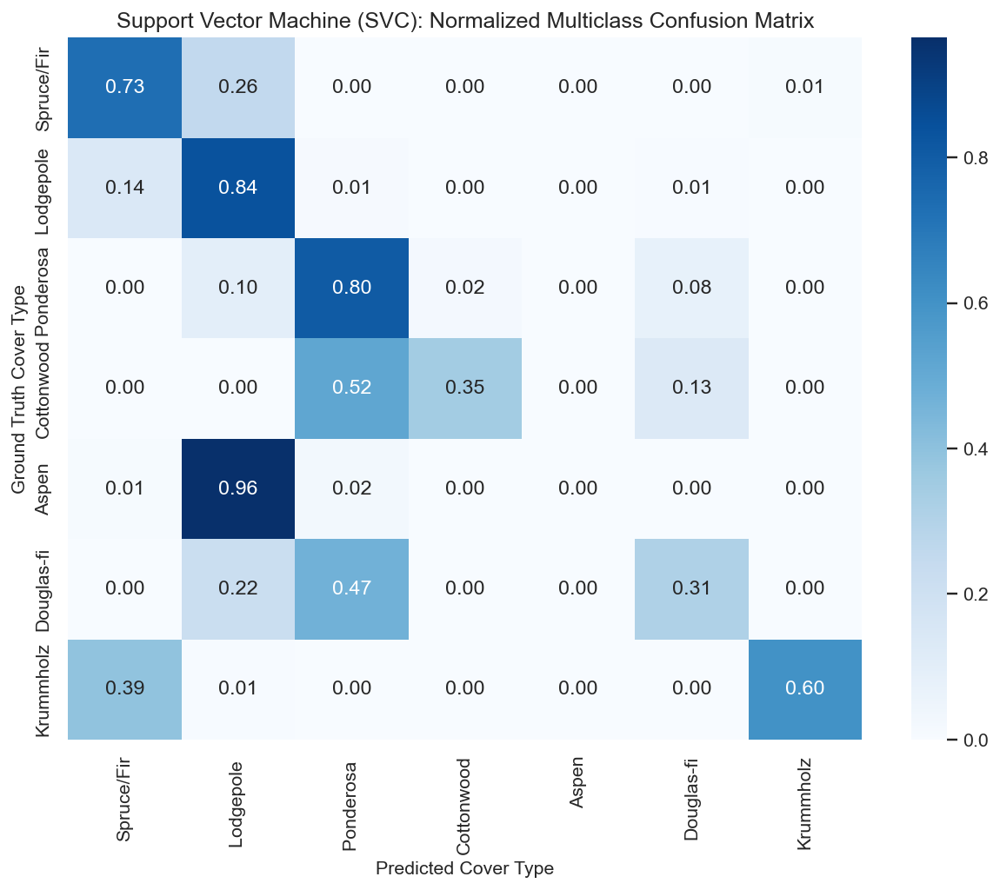 Support Vector Machine (SVC): Normalized Multiclass Confusion Matrix
Ground Truth Cover Type
Spruce/Fir 0.73 0.26 0.00 0.00 0.00 0.00 0.01
Lodgepole 0.14 0.84 0.01 0.00 0.00 0.01 0.00
Ponderosa 0.00 0.10 0.80 0.02 0.00 0.08 0.00
Cottonwood 0.00 0.00 0.52 0.35 0.00 0.13 0.00
Aspen 0.01 0.96 0.02 0.00 0.00 0.00 0.00
Douglas-fi 0.00 0.22 0.47 0.00 0.00 0.31 0.00
Krummholz 0.39 0.01 0.00 0.00 0.00 0.00 0.60
Spruce/Fir Lodgepole Ponderosa Cottonwood Aspen Douglas-fi Krummholz
Predicted Cover Type
0.8
0.6
0.4
0.2
0.0